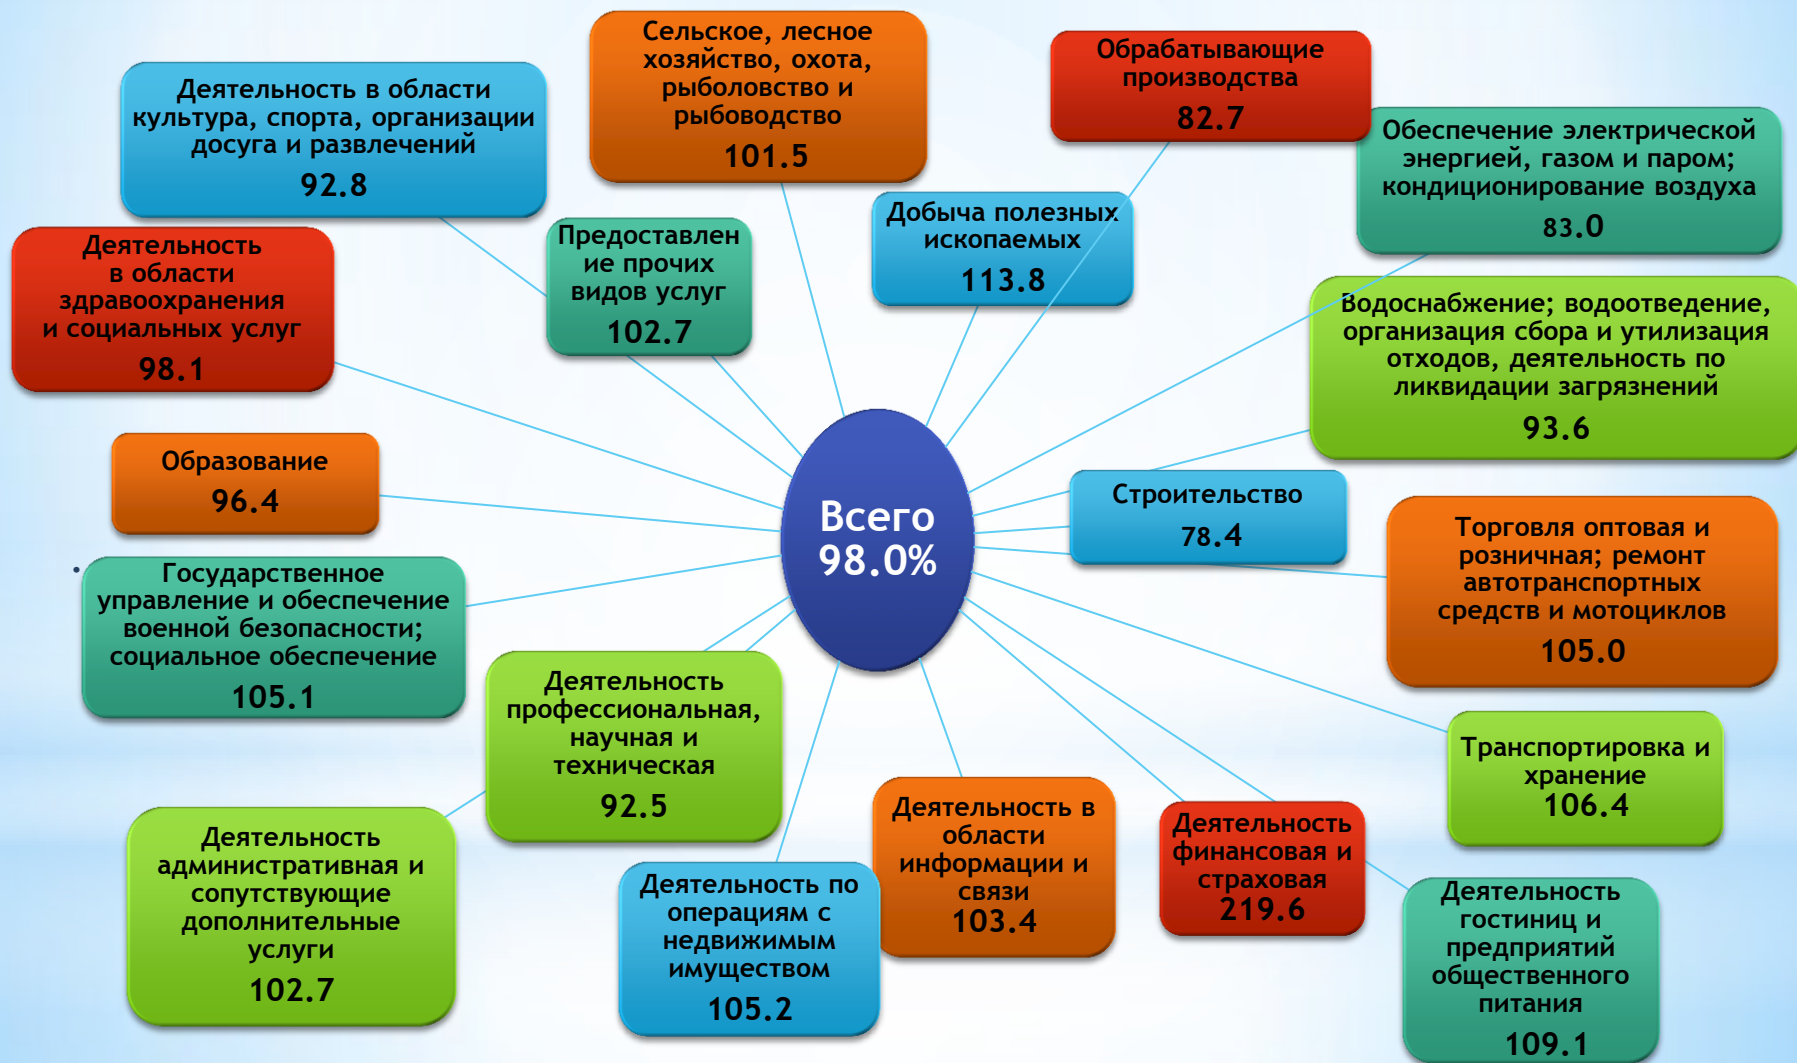 Сельское, лесное
хозяйство, охота,
рыболовство и
рыбоводство
101.5
Обрабатывающие
производства
82.7
Деятельность в области
культура, спорта, организации
досуга и развлечений
92.8
Обеспечение электрической
энергией, газом и паром;
кондиционирование воздуха
83.0
Добыча полезных
ископаемых
113.8
Предоставлен
ие прочих
видов услуг
102.7
Деятельность
в области
здравоохранения
и социальных услуг
98.1
Водоснабжение; водоотведение,
организация сбора и утилизация
отходов, деятельность по
ликвидации загрязнений
93.6
Образование
96.4
Строительство
78.4
Всего
98.0%
Торговля оптовая и
розничная; ремонт
автотранспортных
средств и мотоциклов
105.0
Государственное
управление и обеспечение
военной безопасности;
социальное обеспечение
105.1
Деятельность
профессиональная,
научная и
техническая
92.5
Транспортировка и
хранение
106.4
Деятельность
административная и
сопутствующие
дополнительные
услуги
102.7
Деятельность по
операциям с
недвижимым
имуществом
105.2
Деятельность в
области
информации и
связи
103.4
Деятельность
финансовая и
страховая
219.6
Деятельность
гостиниц и
предприятий
общественного
питания
109.1